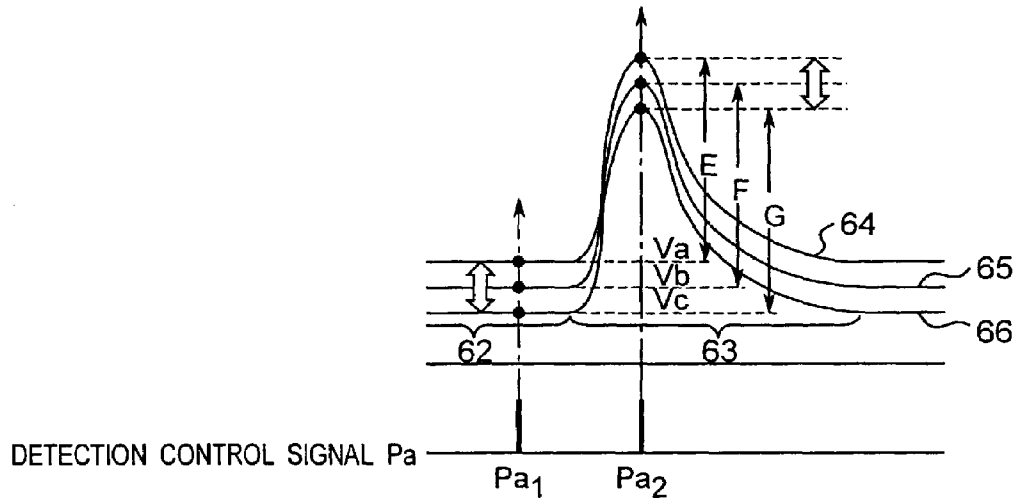 E
F
G
64
Va
Vb
65
Vc
66
62
63
DETECTION CONTROL SIGNAL Pa
Pa1
Pa2